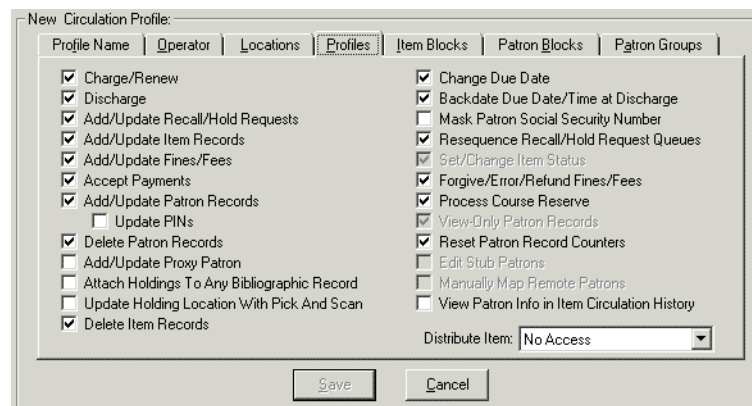 New Circulation Profile:
Profile Name
Operator
Locations
Profiles
Item Blocks
Patron Blocks
Patron Groups
Charge/Renew
Discharge
Add/Update Recall/Hold Requests
Add/Update Item Records
Add/Update Fines/Fees
Accept Payments
Add/Update Patron Records
Update PINs
Delete Patron Records
Add/Update Proxy Patron
Attach Holdings To Any Bibliographic Record
Update Holding Location With Pick And Scan
Delete Item Records
Change Due Date
Backdate Due Date/Time at Discharge
Mask Patron Social Security Number
Resequence Recall/Hold Request Queues
Set/Change Item Status
Forgive/Error/Refund Fines/Fees
Process Course Reserve
View-Only Patron Records
Reset Patron Record Counters
Edit Stub Patrons
Manually Map Remote Patrons
View Patron Info in Item Circulation History
Distribute Item: No Access
Save
Cancel